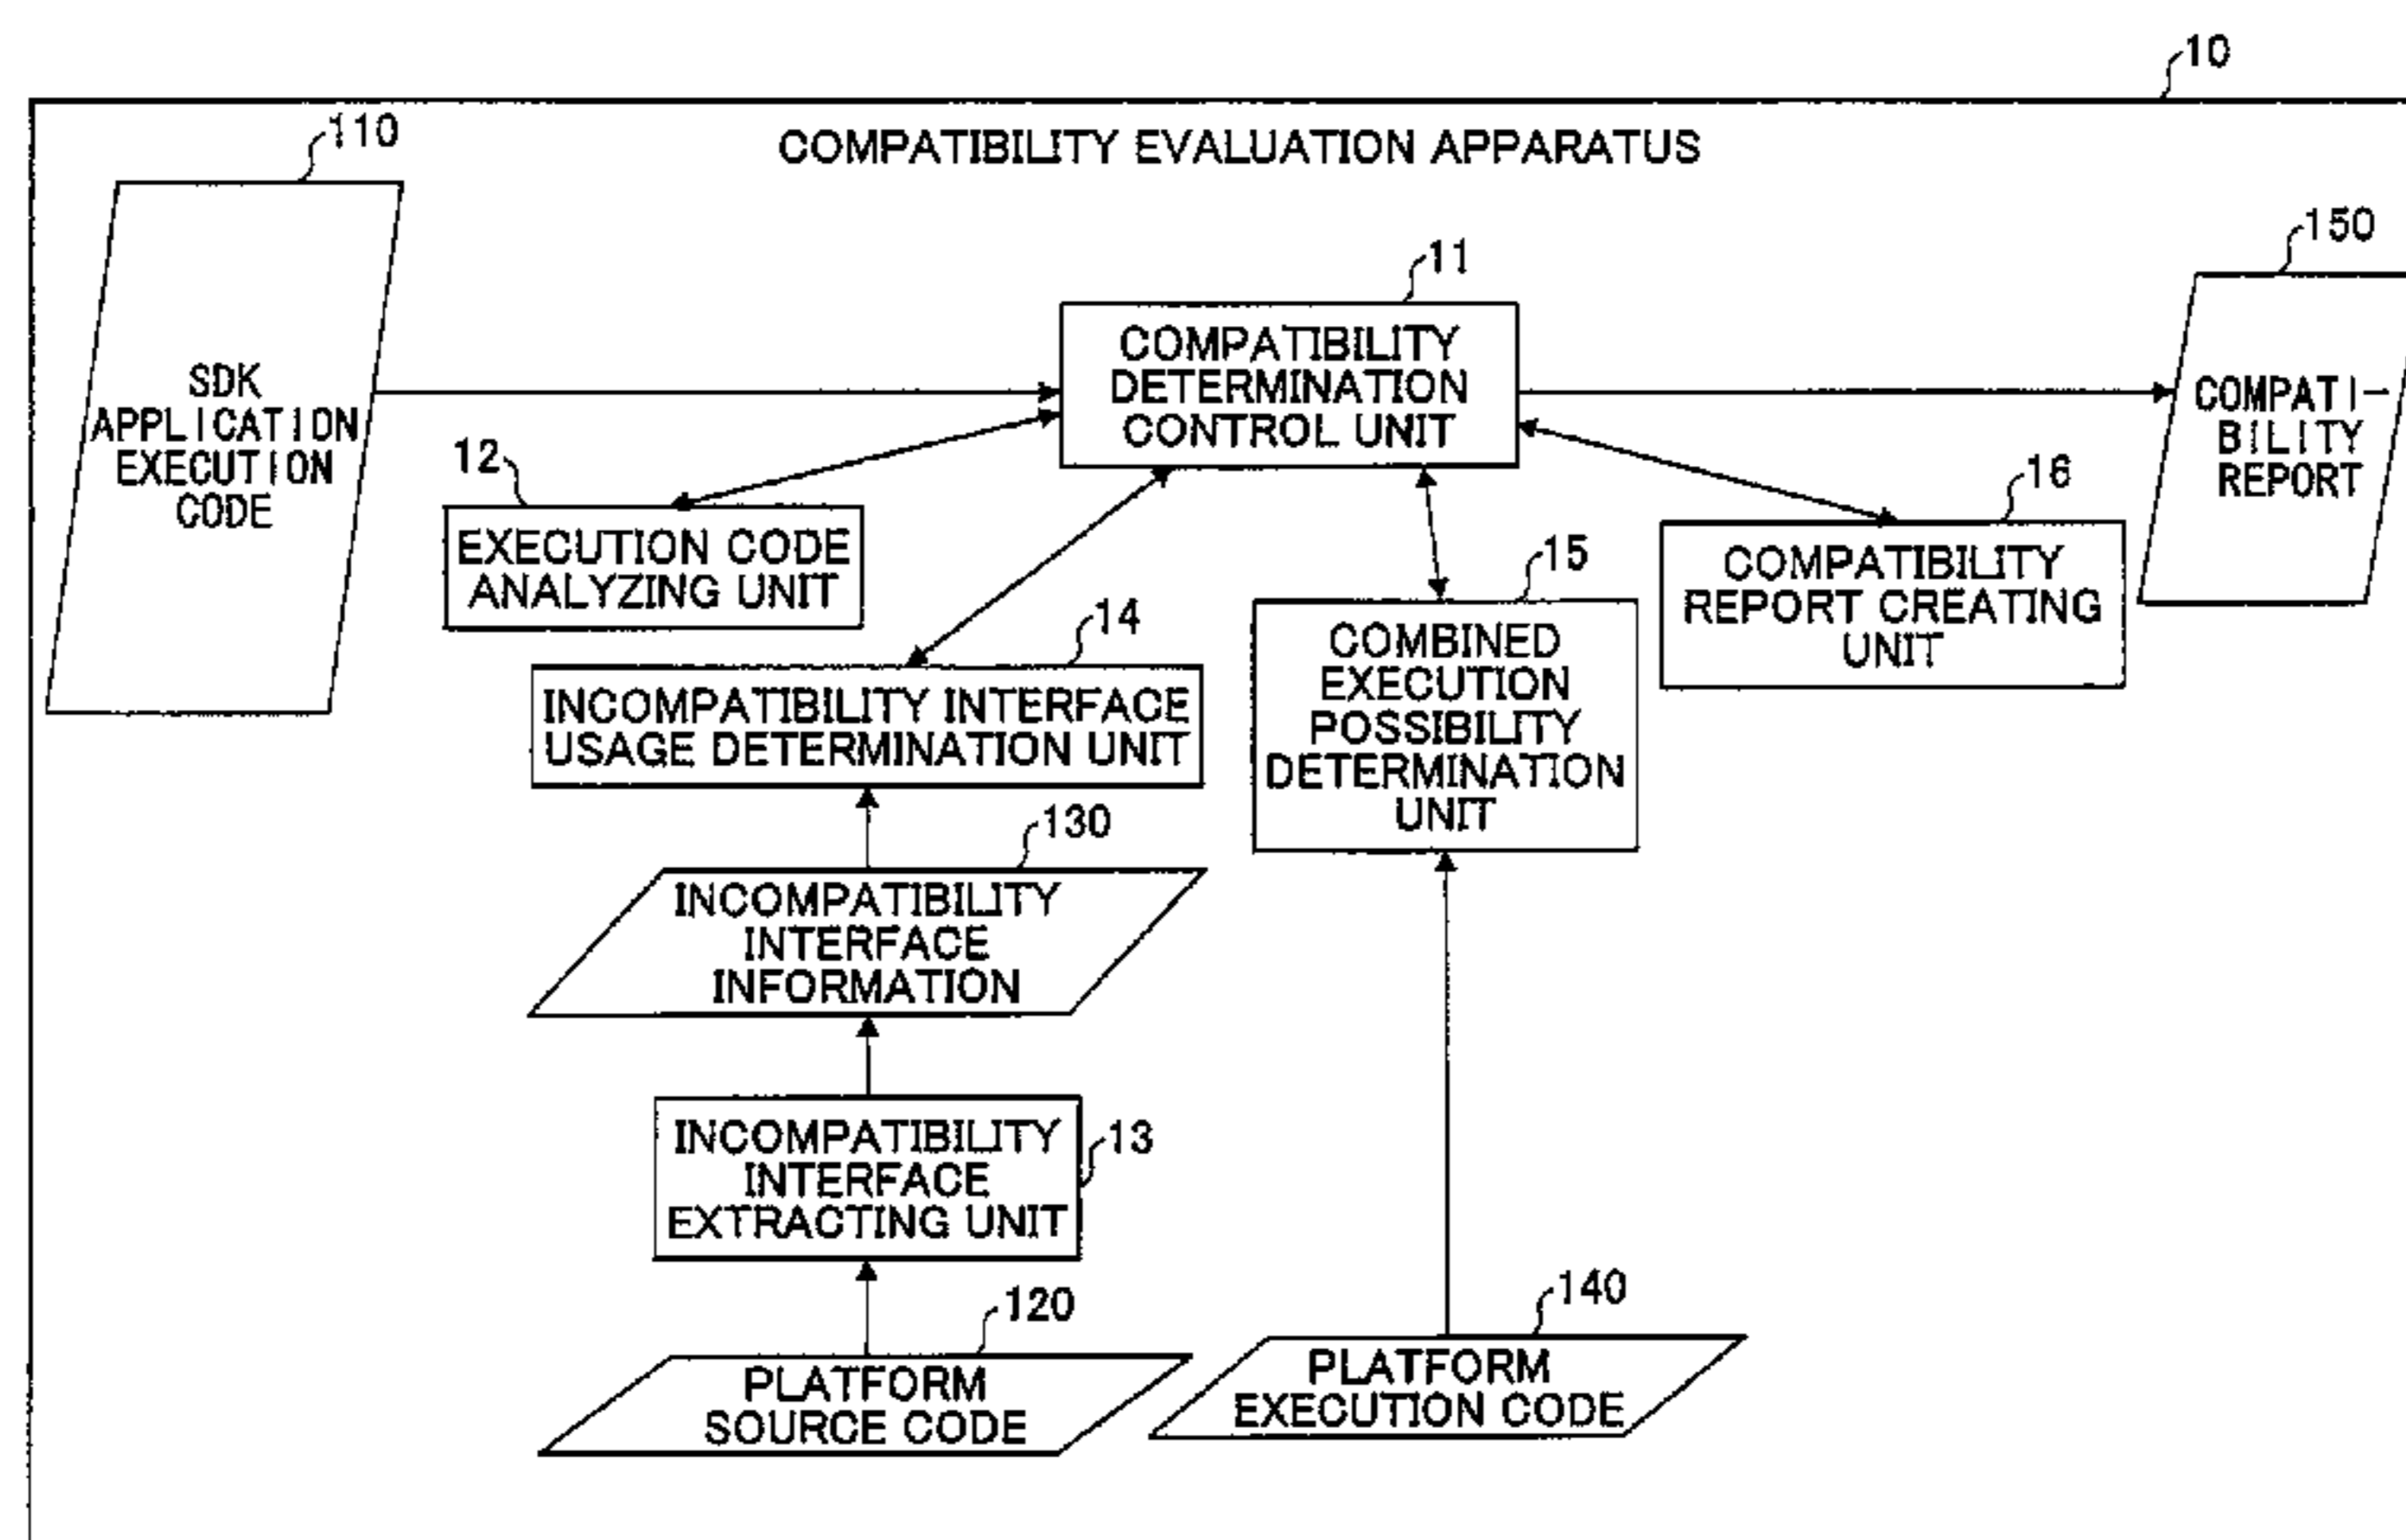 10
COMPATIBILITY EVALUATION APPARATUS
110
SDK
APPLICATION
EXECUTION
CODE
11
COMPATIBILITY
DETERMINATION
CONTROL UNIT
150
COMPATI-
BILITY
REPORT
12
EXECUTION CODE
ANALYZING UNIT
14
INCOMPATIBILITY INTERFACE
USAGE DETERMINATION UNIT
15
COMBINED
EXECUTION
POSSIBILITY
DETERMINATION
UNIT
16
COMPATIBILITY
REPORT CREATING
UNIT
130
INCOMPATIBILITY
INTERFACE
INFORMATION
13
INCOMPATIBILITY
INTERFACE
EXTRACTING UNIT
120
PLATFORM
SOURCE CODE
140
PLATFORM
EXECUTION CODE